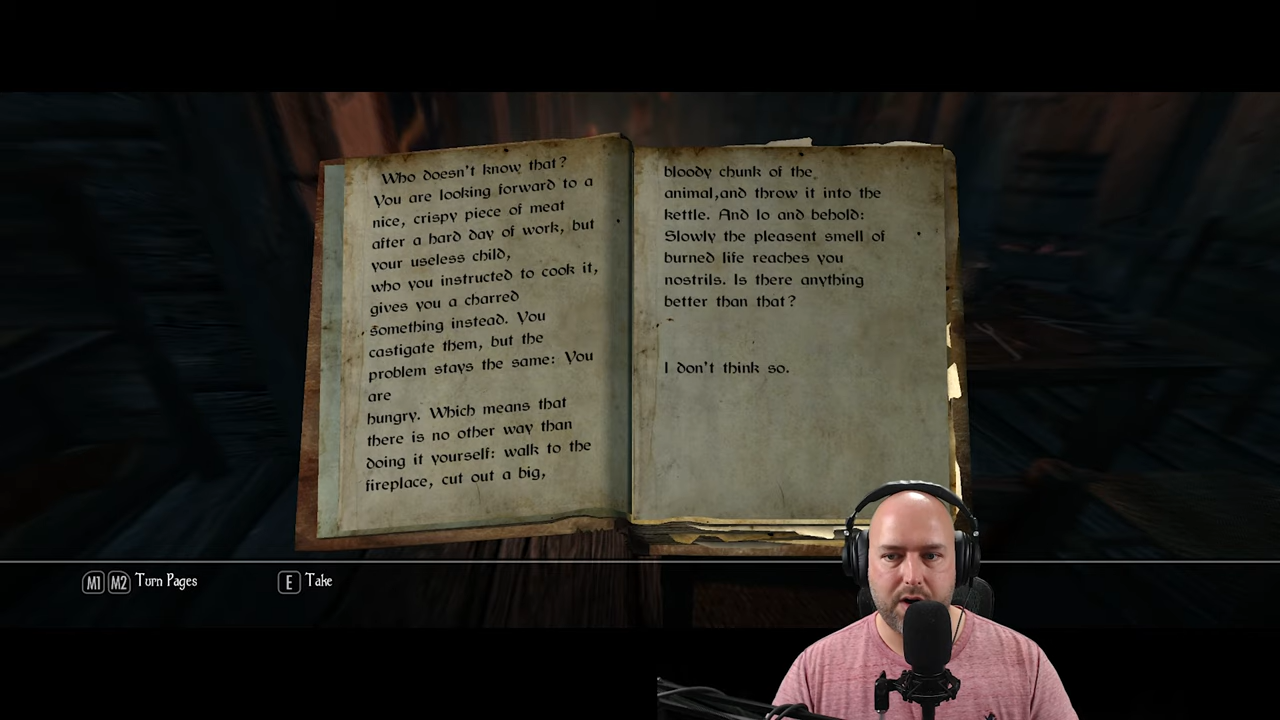 Who doesn't know that?
You are looking forward to a
nice, crispy piece of meat
after a hard day of work, but
your useless child,
who you instructed to cook it,
gives you a charred
something instead. You
castigate them, but the
problem stays the same: You
are
hungry. Which means that
there is no other way than
doing it yourself: walk to the
fireplace, cut out a big,
bloody chunk of the
animal,and throw it into the
kettle. And lo and behold:
Slowly the pleasent smell of
burned life reaches you
nostrils. Is there anything
better than that?
I don't think so.
M1 M2 Turn Pages
E Take